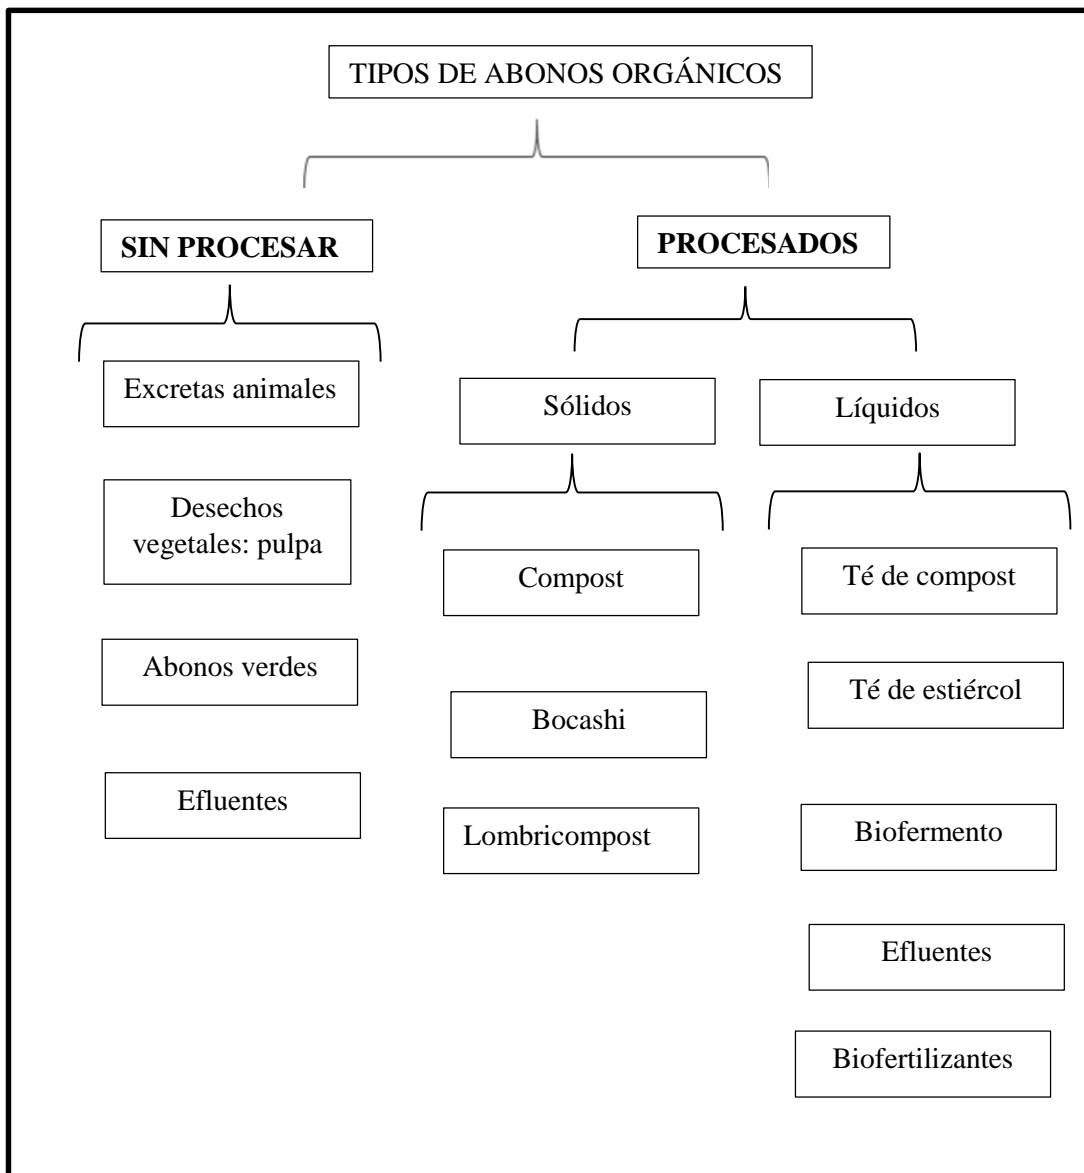 TIPOS DE ABONOS ORGÁNICOS
SIN PROCESAR
PROCESADOS
Excretas animales
Desechos
vegetales: pulpa
Abonos verdes
Efluentes
Sólidos
Compost
Bocashi
Lombricompost
Líquidos
Té de compost
Té de estiércol
Biofermento
Efluentes
Biofertilizantes